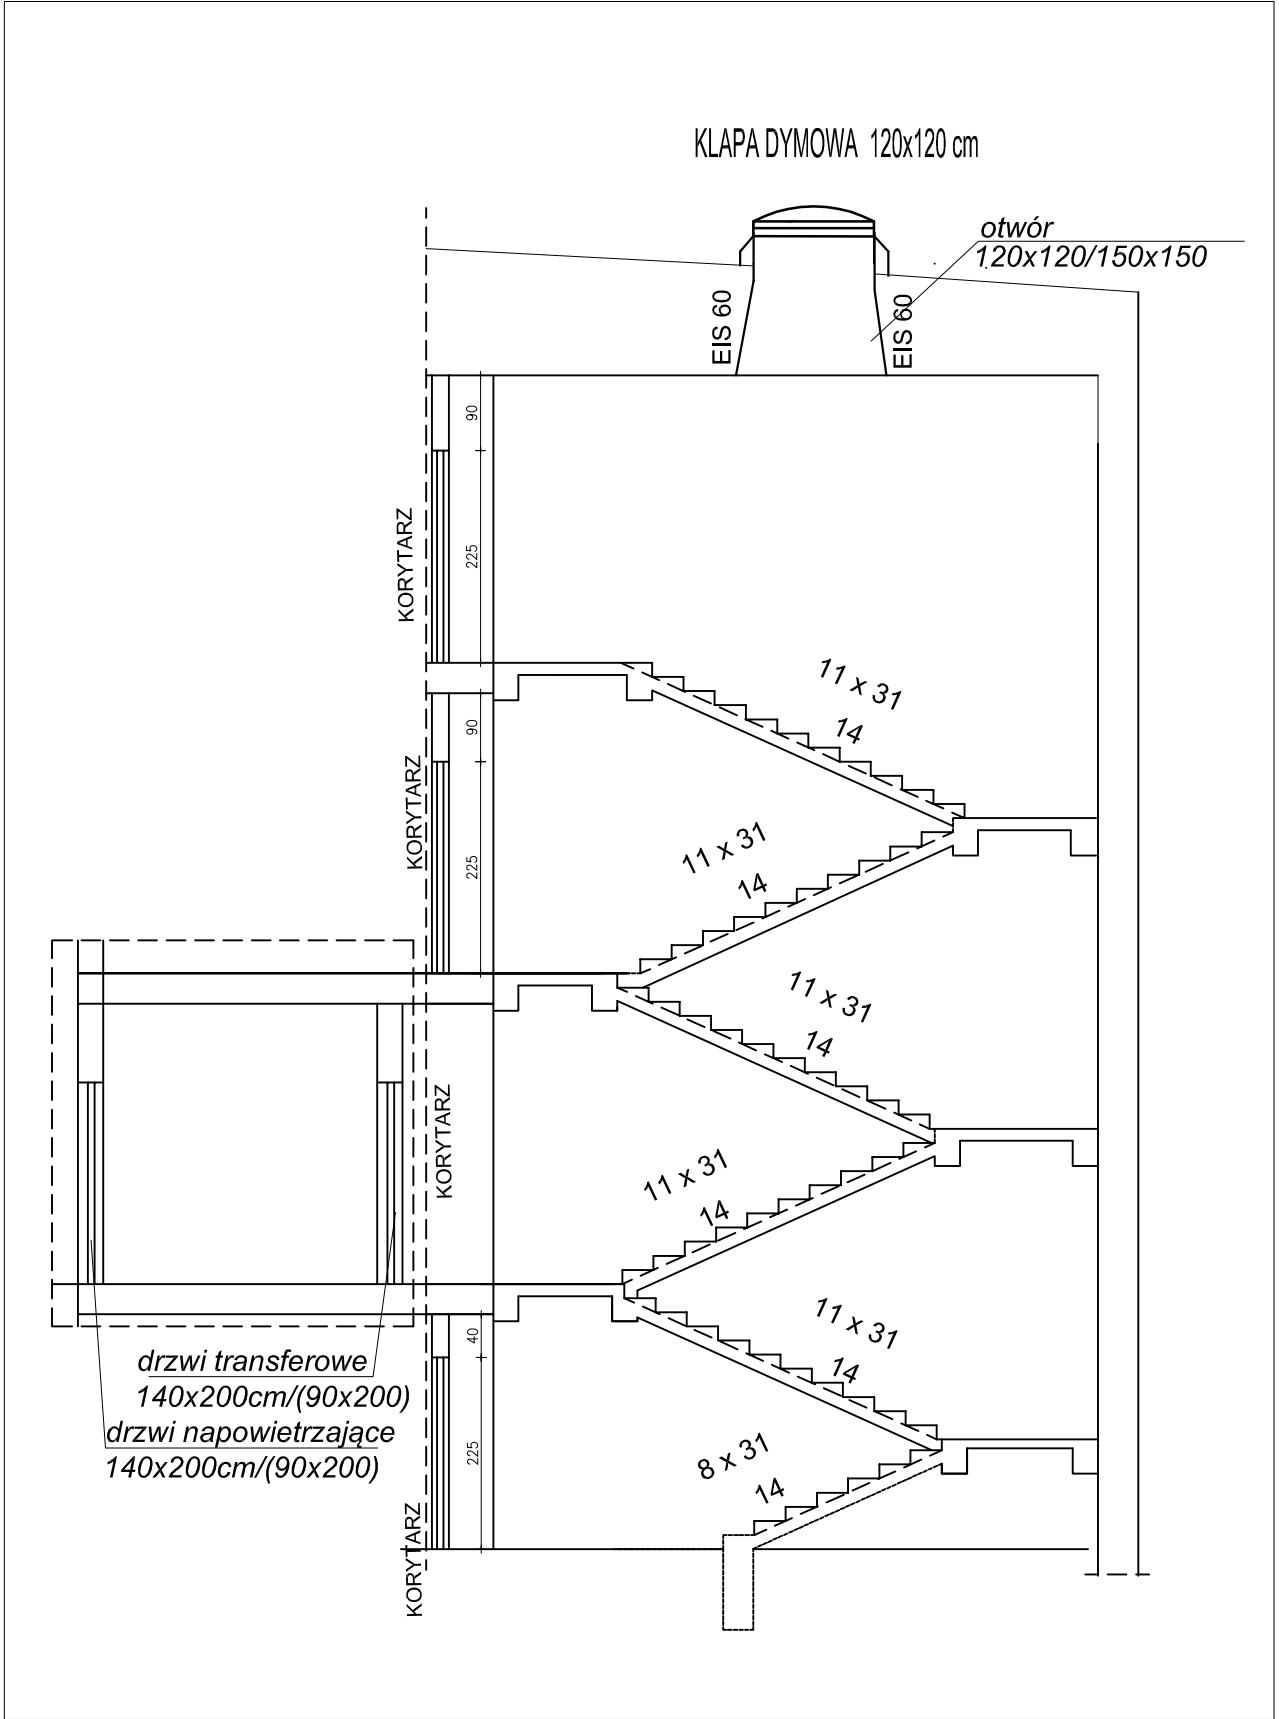 KLAPA DYMOWA 120x120 cm
otwór
120x120/150x150
EIS 60
EIS 60
90
KORYTARZ
225
11 x 31
14
90
KORYTARZ
11 x 31
14
225
11 x 31
14
KORYTARZ
11 x 31
14
11 x 31
14
40
drzwi transferowe
140x200cm/(90x200)
drzwi napowietrzające
140x200cm/(90x200)
225
8 x 31
14
KORYTARZ